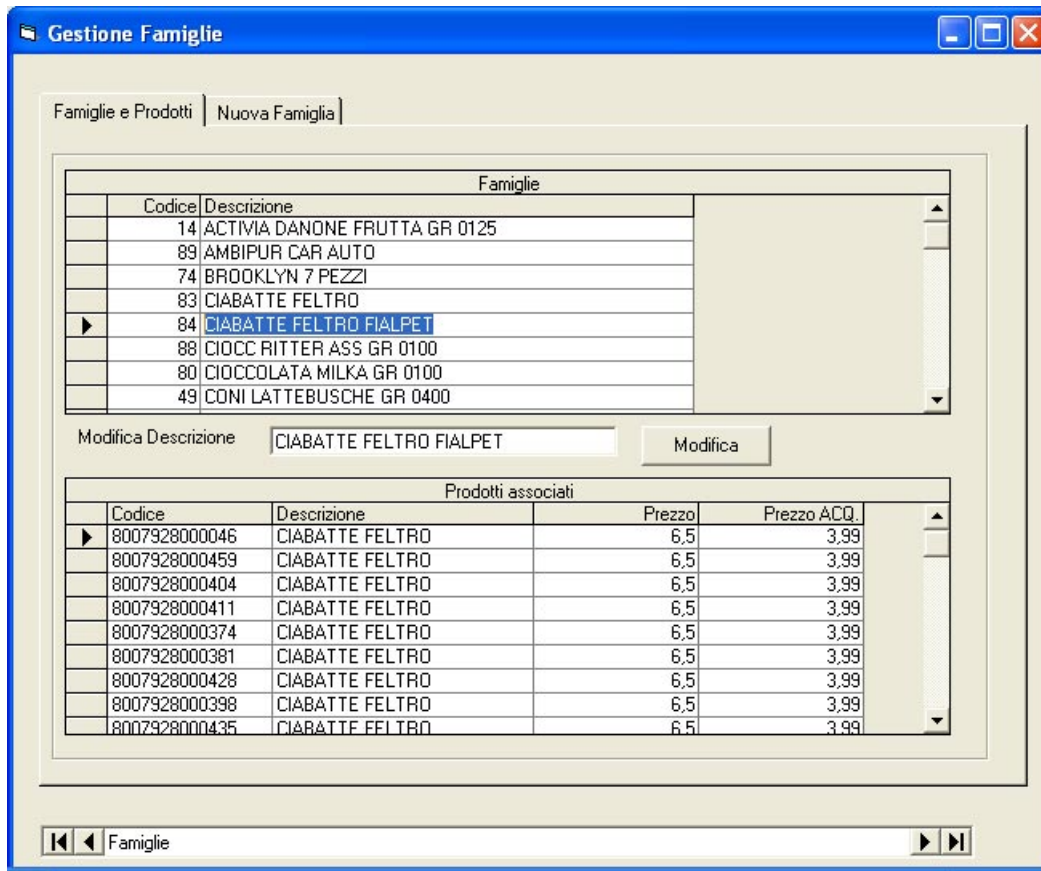 Gestione Famiglie
Famiglie e Prodotti Nuova Famiglia
Famiglie
Codice Descrizione
14 ACTIVIA DANONE FRUTTA GR 0125
89 AMBIPUR CAR AUTO
74 BROOKLYN 7 PEZZI
83 CIABATTE FELTRO
84 CIABATTE FELTRO FIALPET
88 CIOCC RITTER ASS GR 0100
80 CIOCCOLATA MILKA GR 0100
49 CONI LATTEBUSCHE GR 0400
Modifica Descrizione CIABATTE FELTRO FIALPET Modifica
Prodotti associati
Codice Descrizione Prezzo Prezzo ACQ.
8007928000046 CIABATTE FELTRO 6,5 3,99
8007928000459 CIABATTE FELTRO 6,5 3,99
8007928000404 CIABATTE FELTRO 6,5 3,99
8007928000411 CIABATTE FELTRO 6,5 3,99
8007928000374 CIABATTE FELTRO 6,5 3,99
8007928000381 CIABATTE FELTRO 6,5 3,99
8007928000428 CIABATTE FELTRO 6,5 3,99
8007928000398 CIABATTE FELTRO 6,5 3,99
8007928000435 CIABATTE FELTRO 6,5 3,99
Famiglie